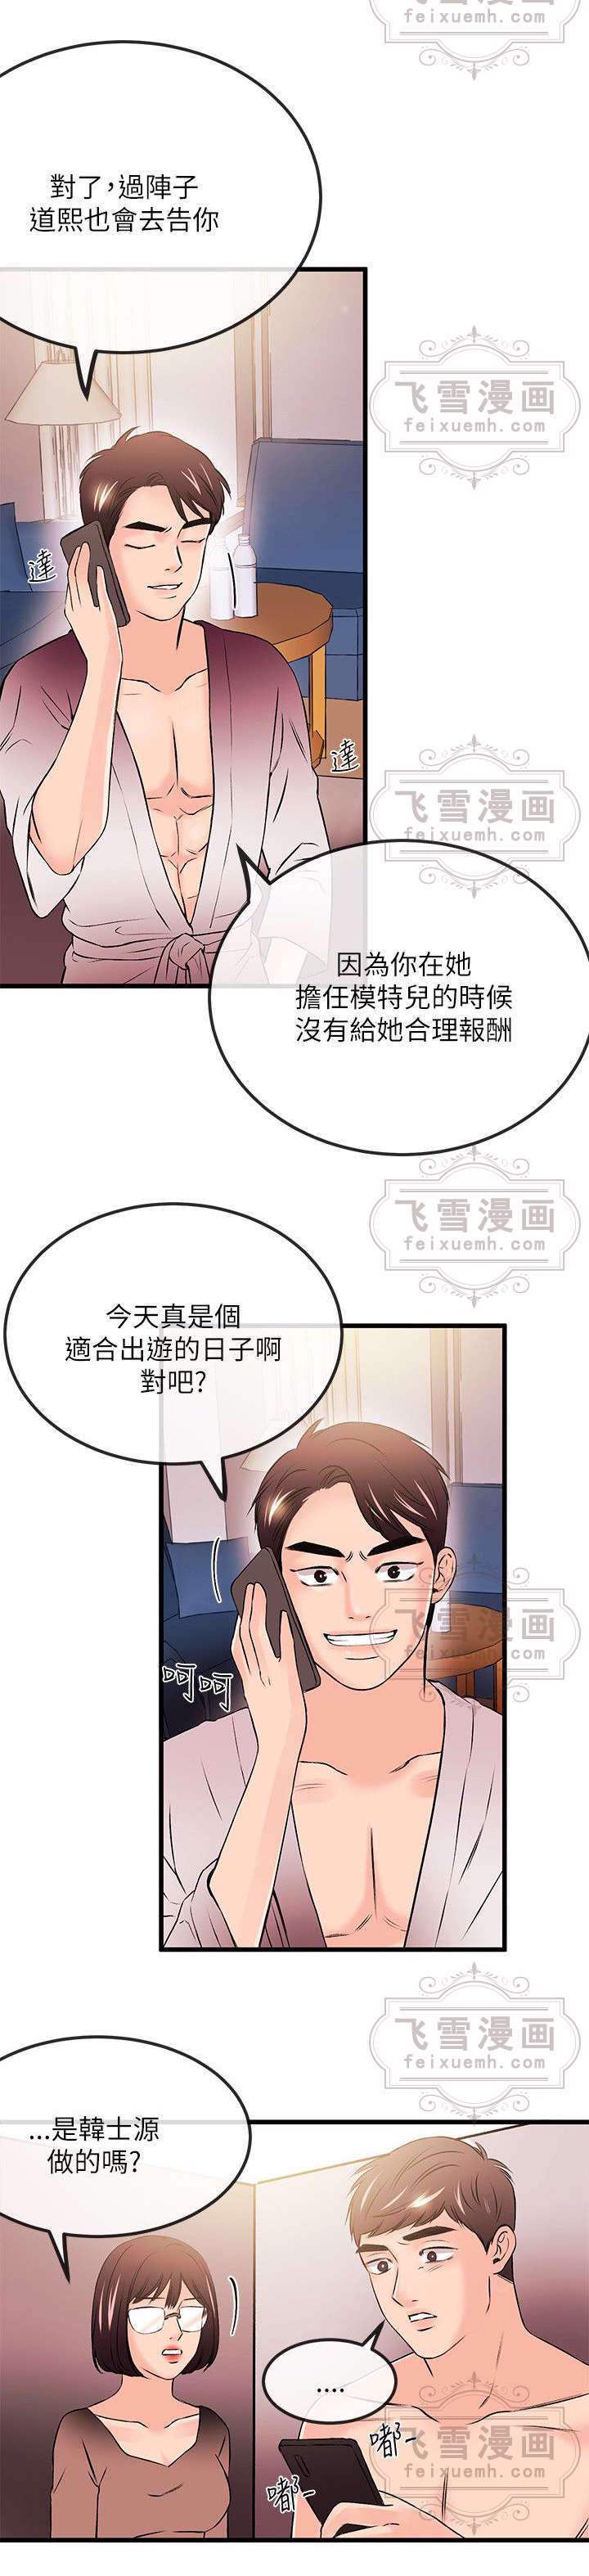 飞雪漫画
feixuemh.com
對了，過陣子
道熙也會去告你
飞雪漫画
feixuemh.com
達
達
飞雪漫画
feixuemh.com
因為你在她
擔任模特兒的時候
沒有給她合理報酬
飞雪漫画
feixuemh.com
今天真是個
適合出遊的日子啊
對吧?
飞雪漫画
feixuemh.com
呵呵
飞雪漫画
feixuemh.com
...是韓士源
做的嗎?
....
飞雪漫画
feixuemh.com
嘟-
嘟-